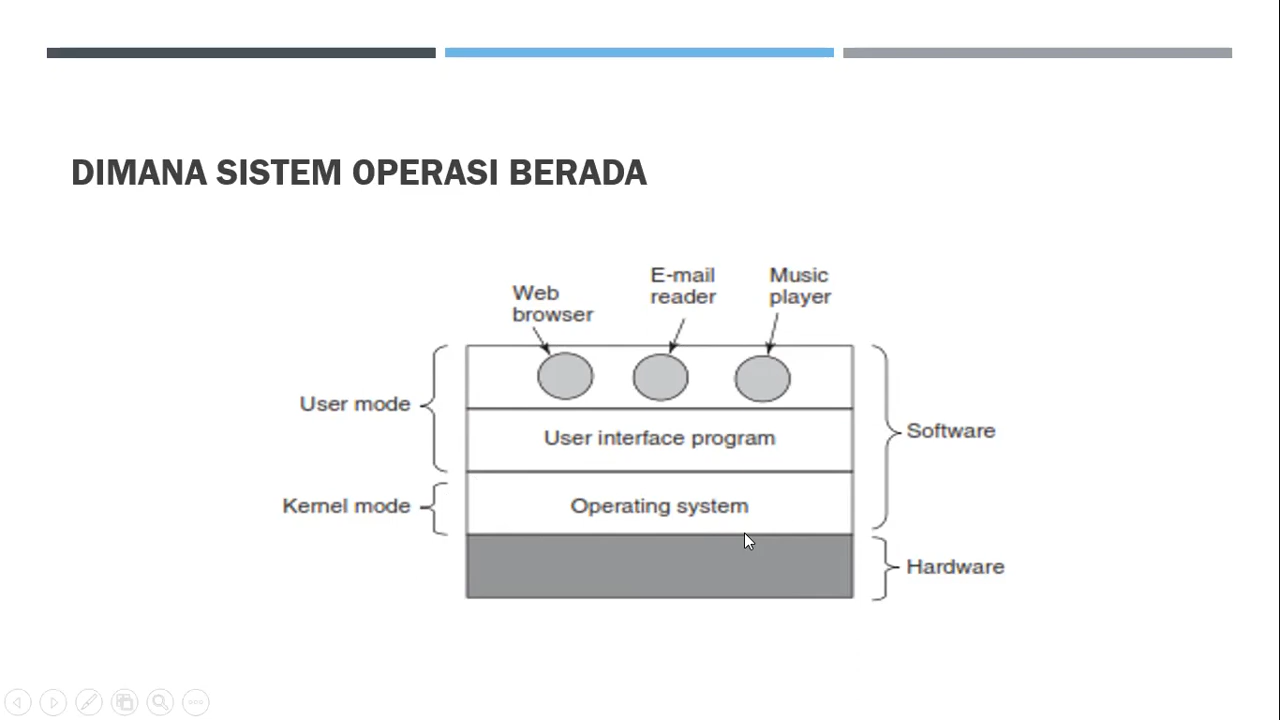 DIMANA SISTEM OPERASI BERADA
Web
browser
E-mail
reader
Music
player
User mode
User interface program
Software
Kernel mode
Operating system
Hardware